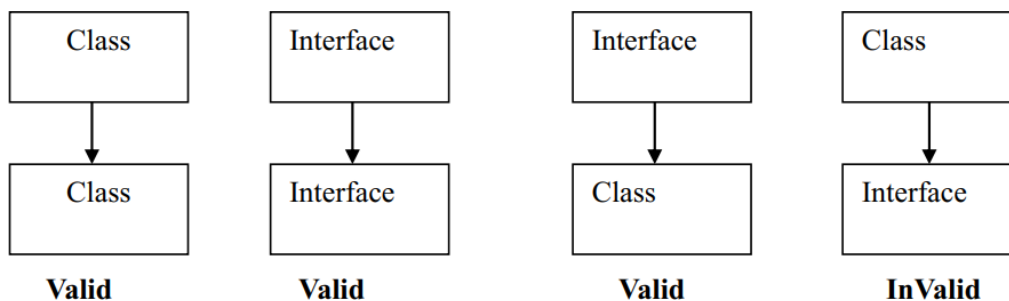 Class
Interface
Interface
Class
Class
Interface
Class
Interface
Valid
Valid
Valid
InValid